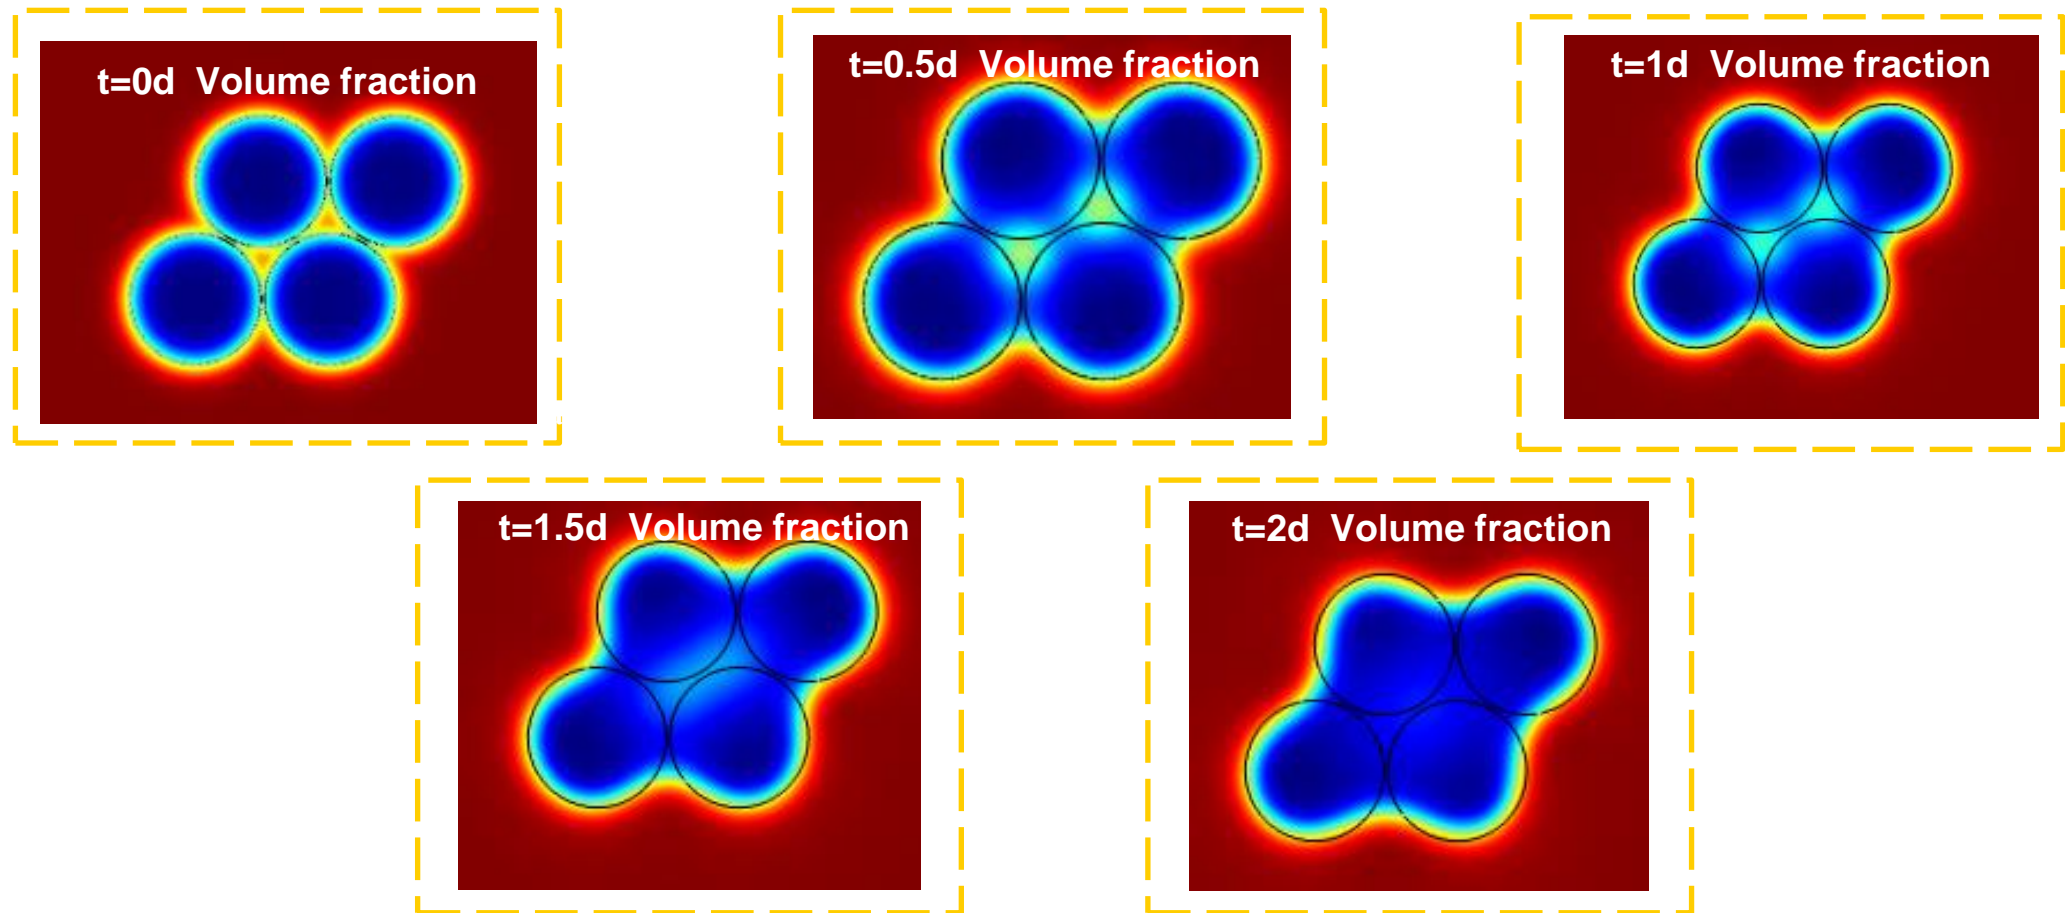 t=0d Volume fraction
t=0.5d Volume fraction
t=1d Volume fraction
t=1.5d Volume fraction
t=2d Volume fraction